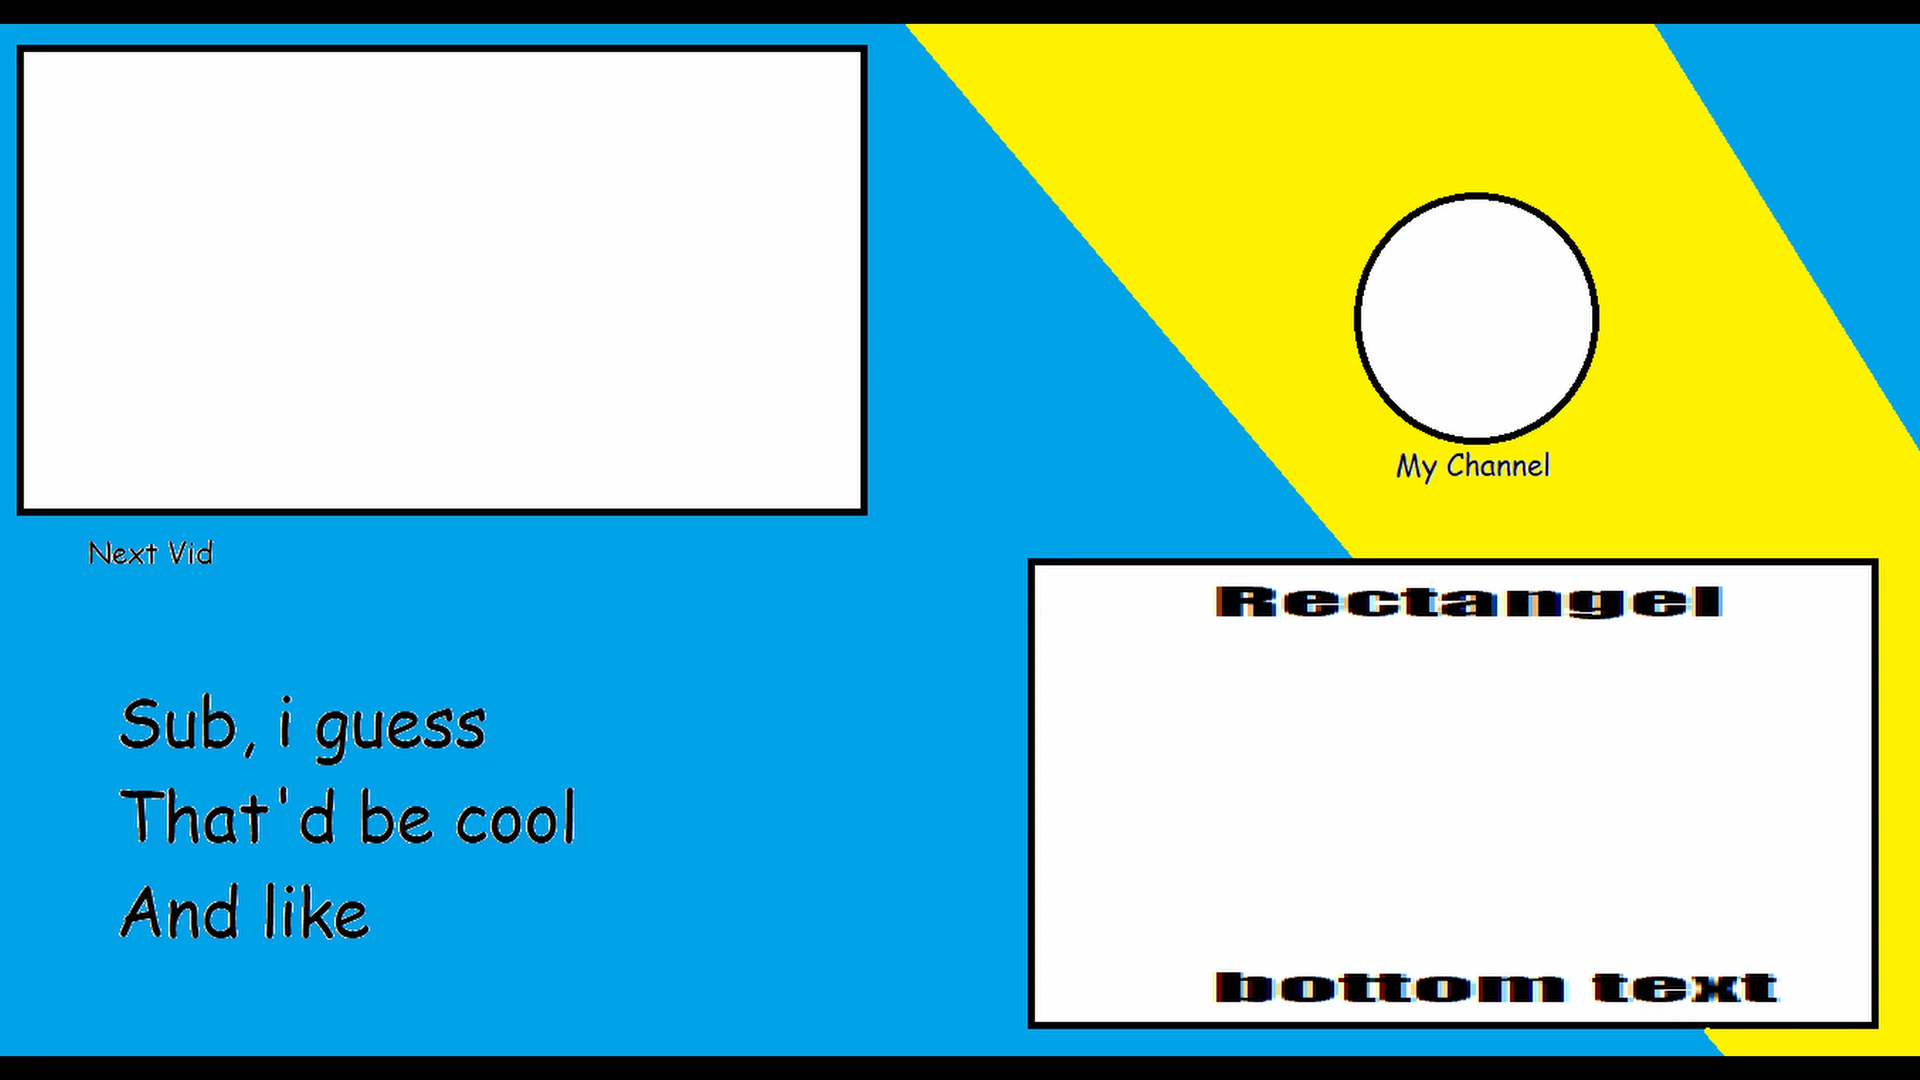 My Channel
Next Vid
Rectangel
Sub, i guess
That'd be cool
And like
bottom text